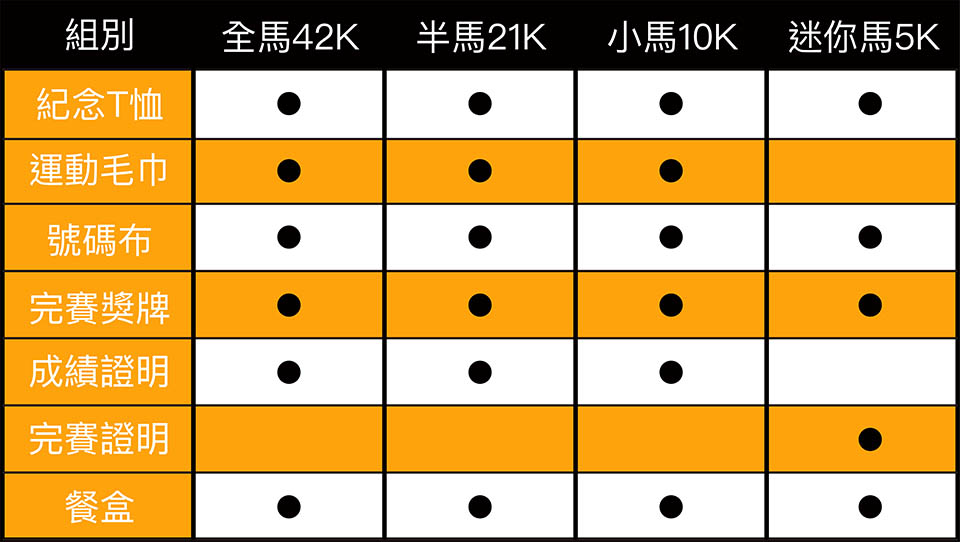 組別 全馬42K 半馬21K 小馬10K 迷你馬5K
紀念T恤 ● ● ● ●
運動毛巾 ● ● ●
號碼布 ● ● ● ●
完賽獎牌 ● ● ● ●
成績證明 ● ● ●
完賽證明 ●
餐盒 ● ● ● ●